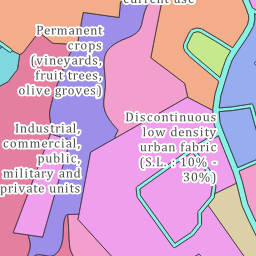 current use
Permanent
crops
(vineyards,
fruit trees,
olive groves)
Discontinuous
low density
urban fabric
(S.L. : 10% -
30%)
Industrial,
commercial,
public,
military and
private units